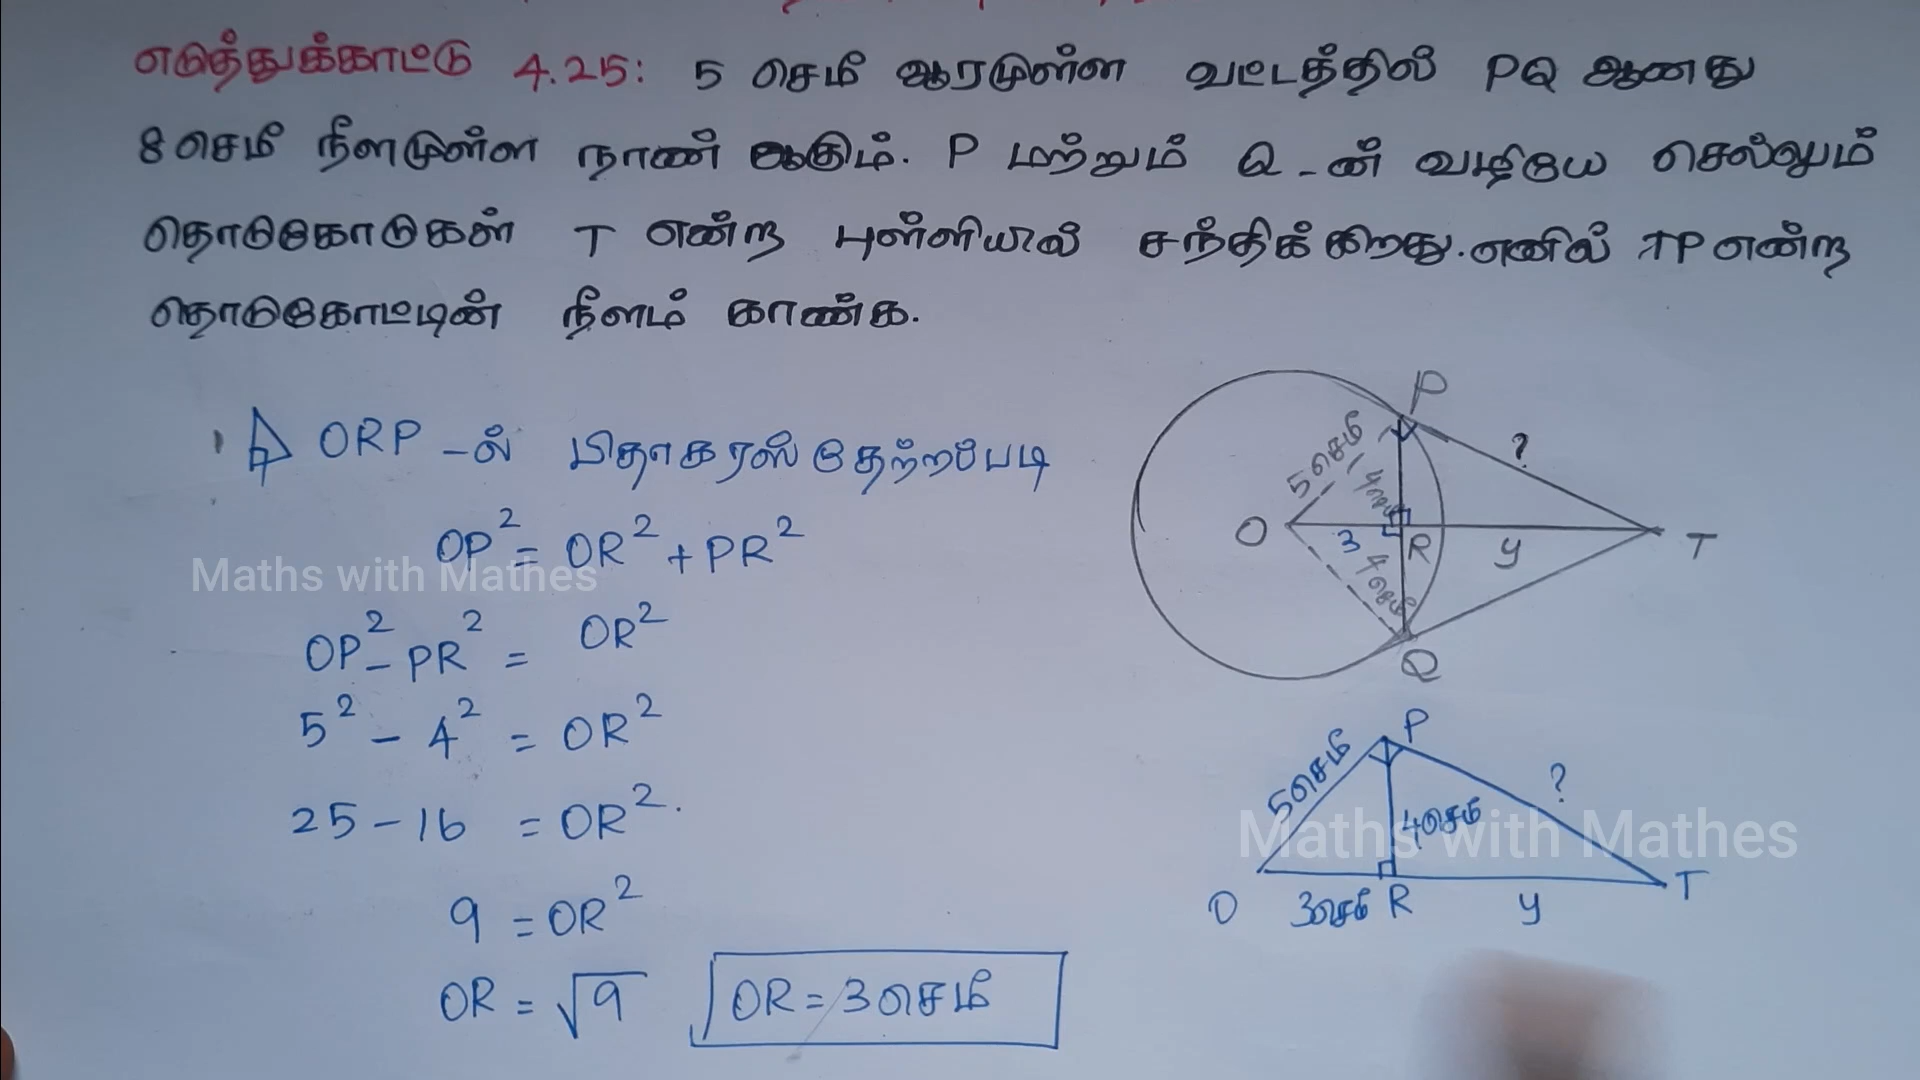 எடுத்துக்காட்டு 4.25: 5 செமீ ஆரமுள்ள வட்டத்தில் PQ ஆனது
8 செமீ நீளமுள்ள நாண் ஆகும். P மற்றும் Q-ன் வழியே செல்லும்
தொடுகோடுகள் T என்ற புள்ளியில் சந்திக்கிறது. எனில் TP என்ற
தொடுகோட்டின் நீளம் காண்க.
ORP -ல் பிதாகரஸ் தேற்றப்படி
OP² = OR² + PR²
Maths with Mathes
OP² - PR² = OR²
5² - 4² = OR²
25 - 16 = OR².
9 = OR²
OR = √9 OR = 3 செமீ
P
5 செமீ
?
4 செமீ
O 3 R y T
4 செமீ
Q
P
5 செமீ
?
4 செமீ
Maths with Mathes
O 3 செமீ R y T